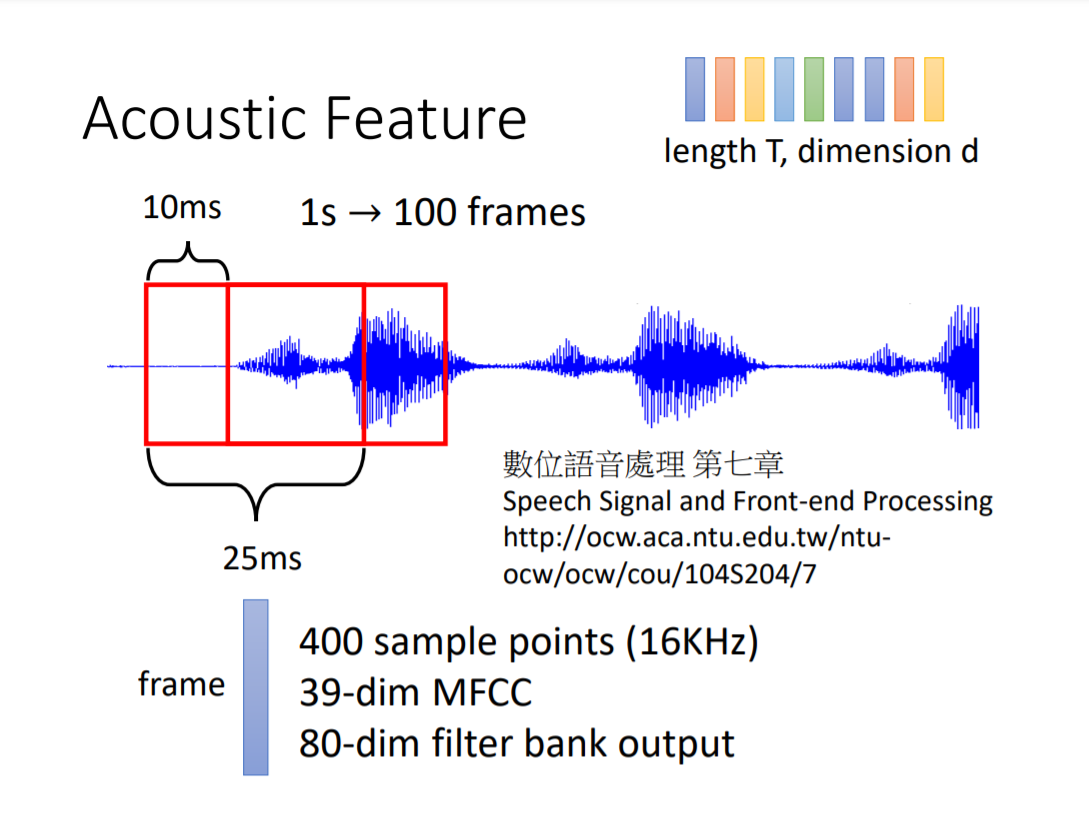 Acoustic Feature
length T, dimension d
10ms
1s → 100 frames
數位語音處理 第七章
Speech Signal and Front-end Processing
http://ocw.aca.ntu.edu.tw/ntu-
ocw/ocw/cou/104S204/7
25ms
frame
400 sample points (16KHz)
39-dim MFCC
80-dim filter bank output